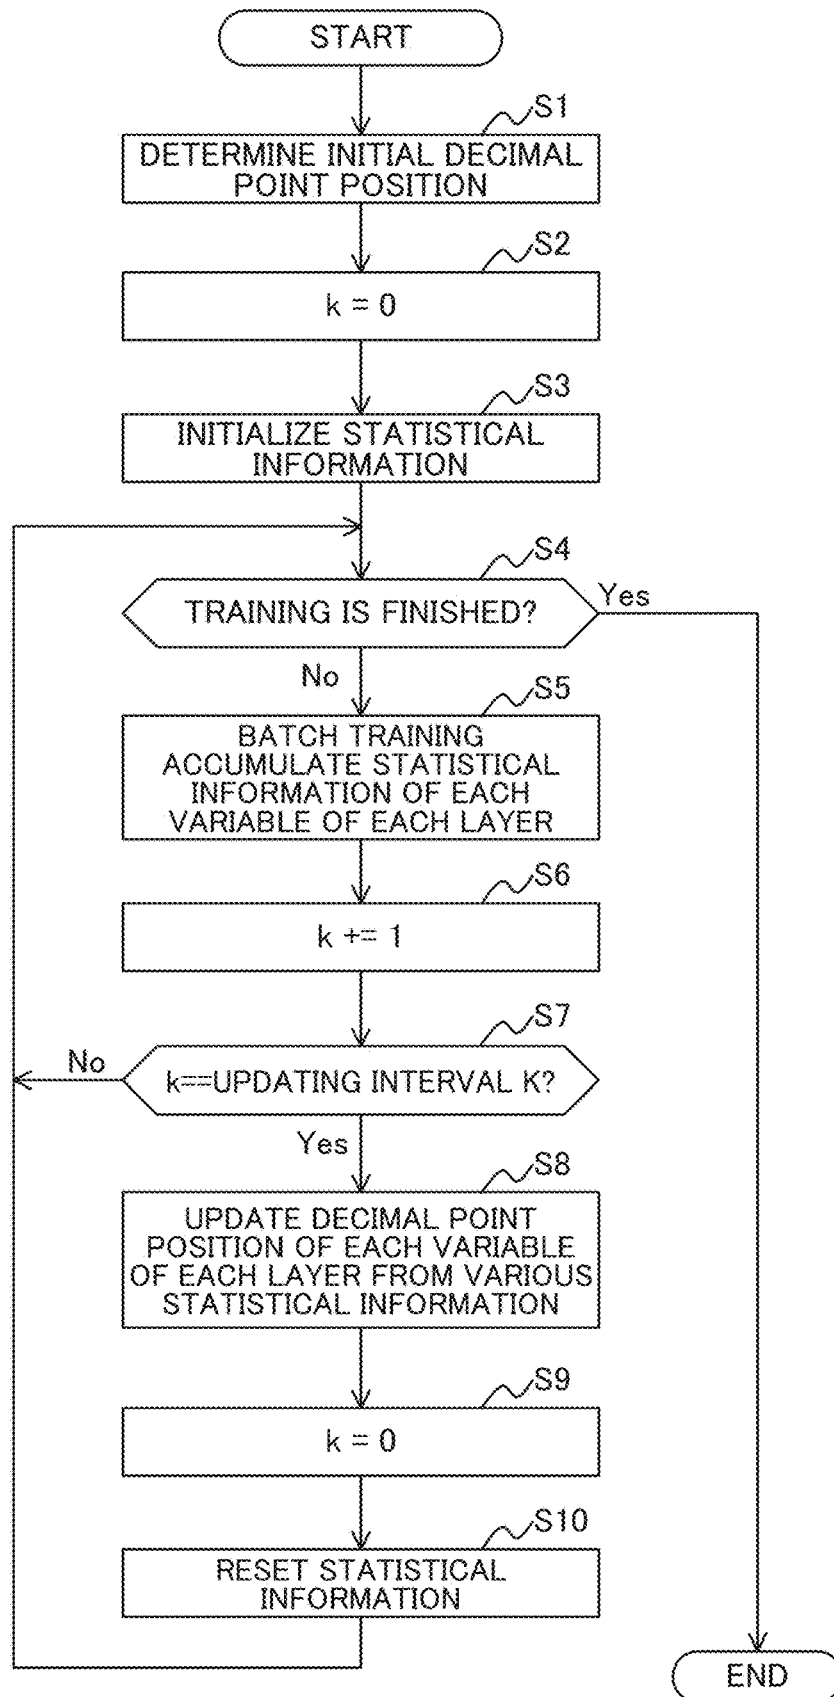 START
S1
DETERMINE INITIAL DECIMAL
POINT POSITION
S2
k = 0
S3
INITIALIZE STATISTICAL
INFORMATION
S4
TRAINING IS FINISHED?
Yes
No
S5
BATCH TRAINING
ACCUMULATE STATISTICAL
INFORMATION OF EACH
VARIABLE OF EACH LAYER
S6
k += 1
S7
No
k==UPDATING INTERVAL K?
Yes
S8
UPDATE DECIMAL POINT
POSITION OF EACH VARIABLE
OF EACH LAYER FROM VARIOUS
STATISTICAL INFORMATION
S9
k = 0
S10
RESET STATISTICAL
INFORMATION
END